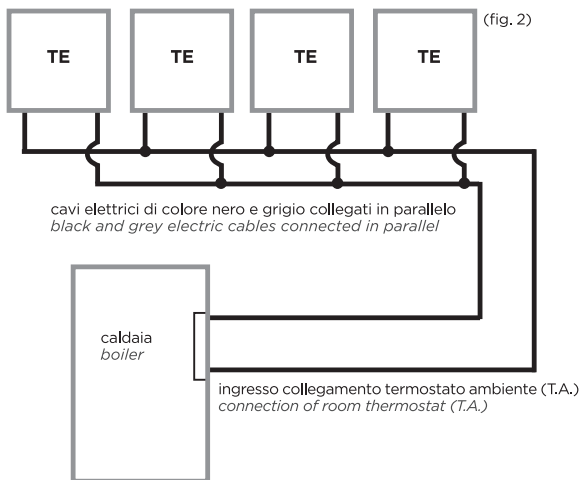 (fig. 2)
TE TE TE TE
cavi elettrici di colore nero e grigio collegati in parallelo
black and grey electric cables connected in parallel
caldaia
boiler
ingresso collegamento termostato ambiente (T.A.)
connection of room thermostat (T.A.)